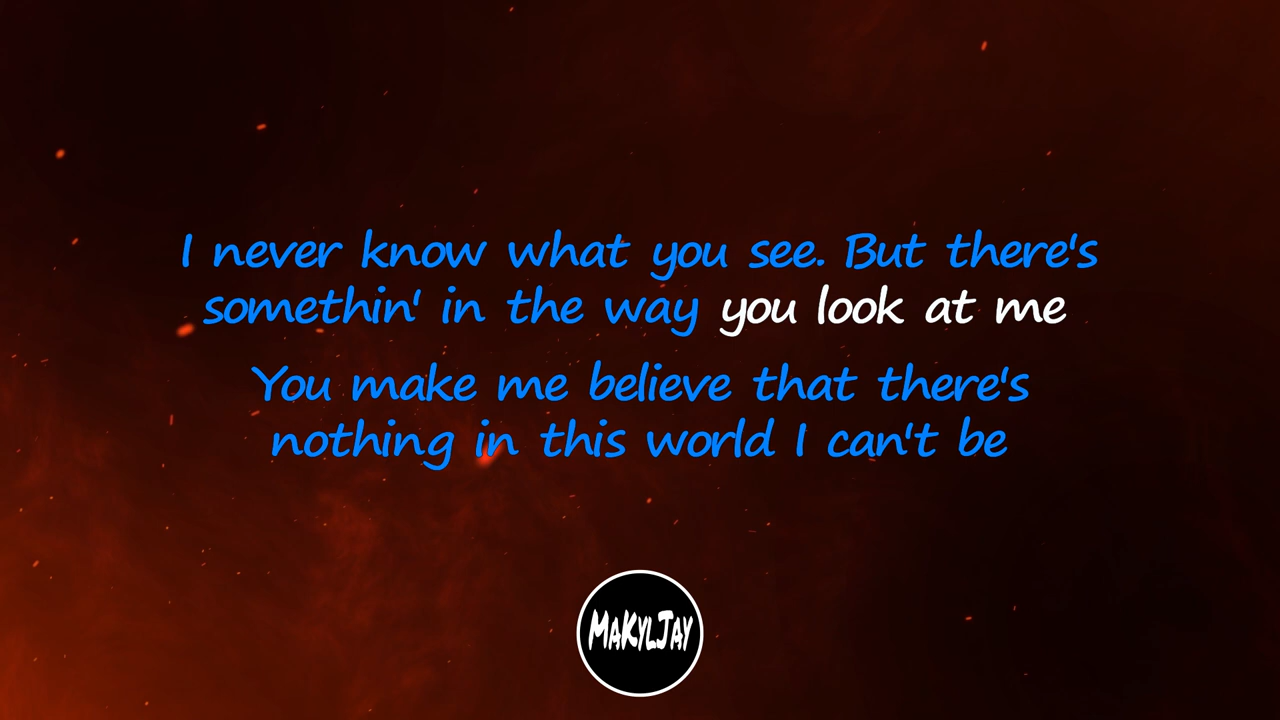 I never know what you see. But there's
somethin' in the way you look at me
You make me believe that there's
nothing in this world I can't be
MAKYLJAY